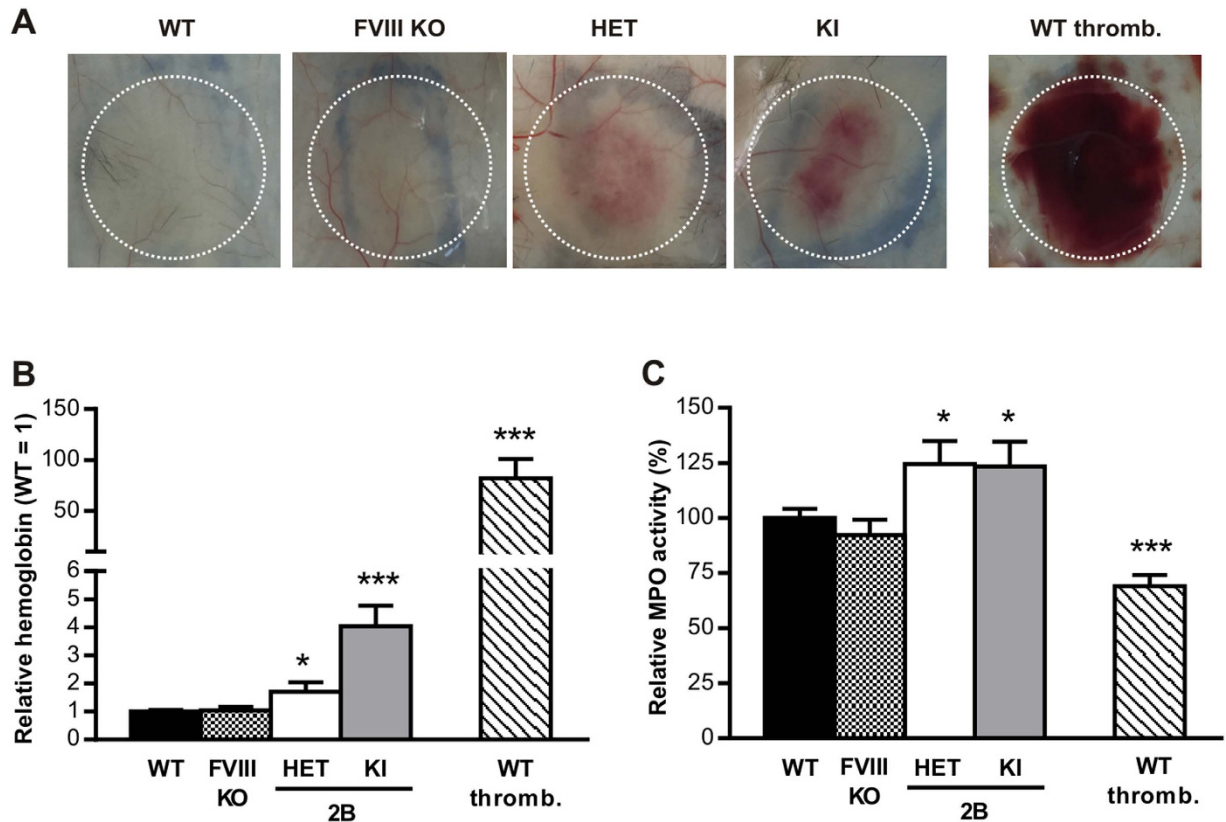 A
WT
FVIII KO
HET
KI
WT thromb.
B
Relative hemoglobin (WT = 1)
150
100
50
6
5
4
3
2
1
0
*
***
***
WT
FVIII
KO
HET
KI
2B
WT
thromb.
C
Relative MPO activity (%)
150
125
100
75
50
25
0
*
*
***
WT
FVIII
KO
HET
KI
2B
WT
thromb.